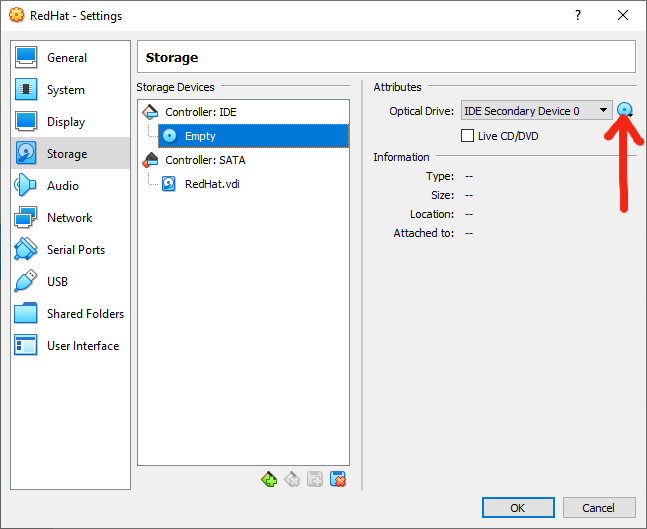 RedHat - Settings
General
System
Display
Storage
Audio
Network
Serial Ports
USB
Shared Folders
User Interface
Storage
Storage Devices
Controller: IDE
Empty
Controller: SATA
RedHat.vdi
Attributes
Optical Drive: IDE Secondary Device 0
Live CD/DVD
Information
Type: --
Size: --
Location: --
Attached to: --
OK
Cancel